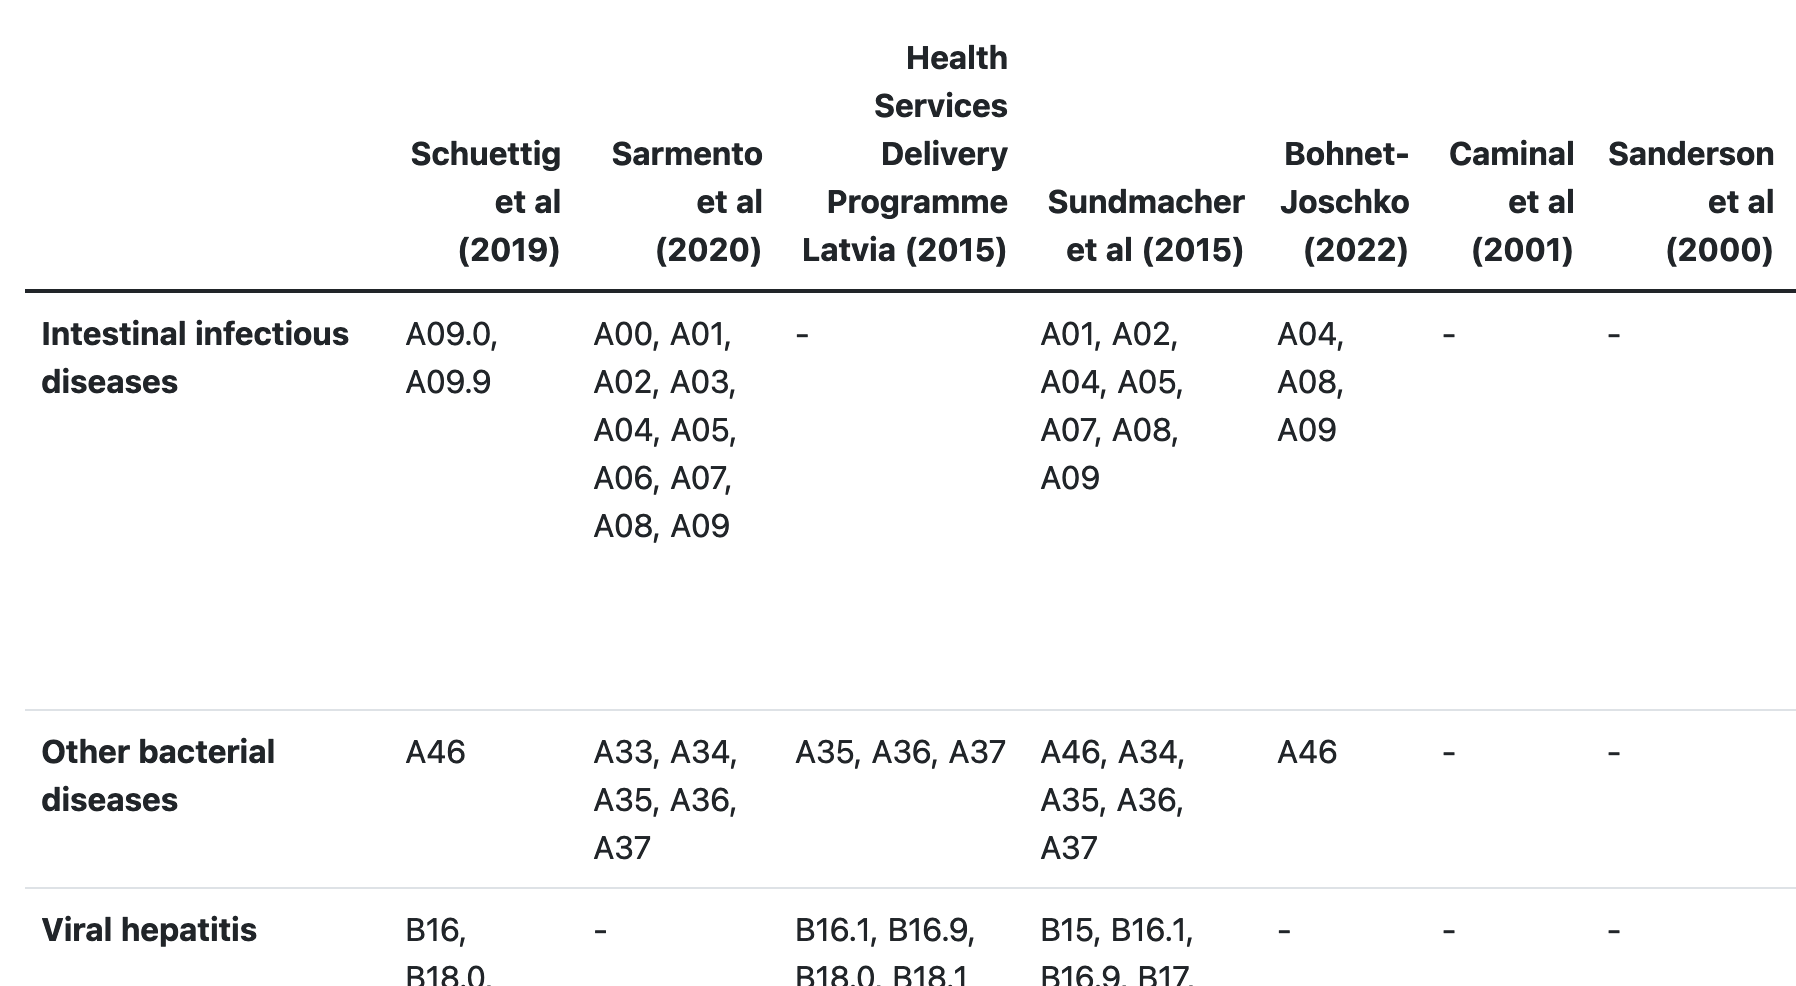 Health
Services
Schuettig Sarmento Delivery Bohnet- Caminal Sanderson
et al et al Programme Sundmacher Joschko et al et al
(2019) (2020) Latvia (2015) et al (2015) (2022) (2001) (2000)
Intestinal infectious A09.0, A00, A01, - A01, A02, A04, - -
diseases A09.9 A02, A03, A04, A05, A08,
A04, A05, A07, A08, A09
A06, A07, A09
A08, A09
Other bacterial A46 A33, A34, A35, A36, A37 A46, A34, A46 - -
diseases A35, A36, A35, A36,
A37 A37
Viral hepatitis B16, - B16.1, B16.9, B15, B16.1, - - -
B18.0, B18.0, B18.1 B16.9, B17,